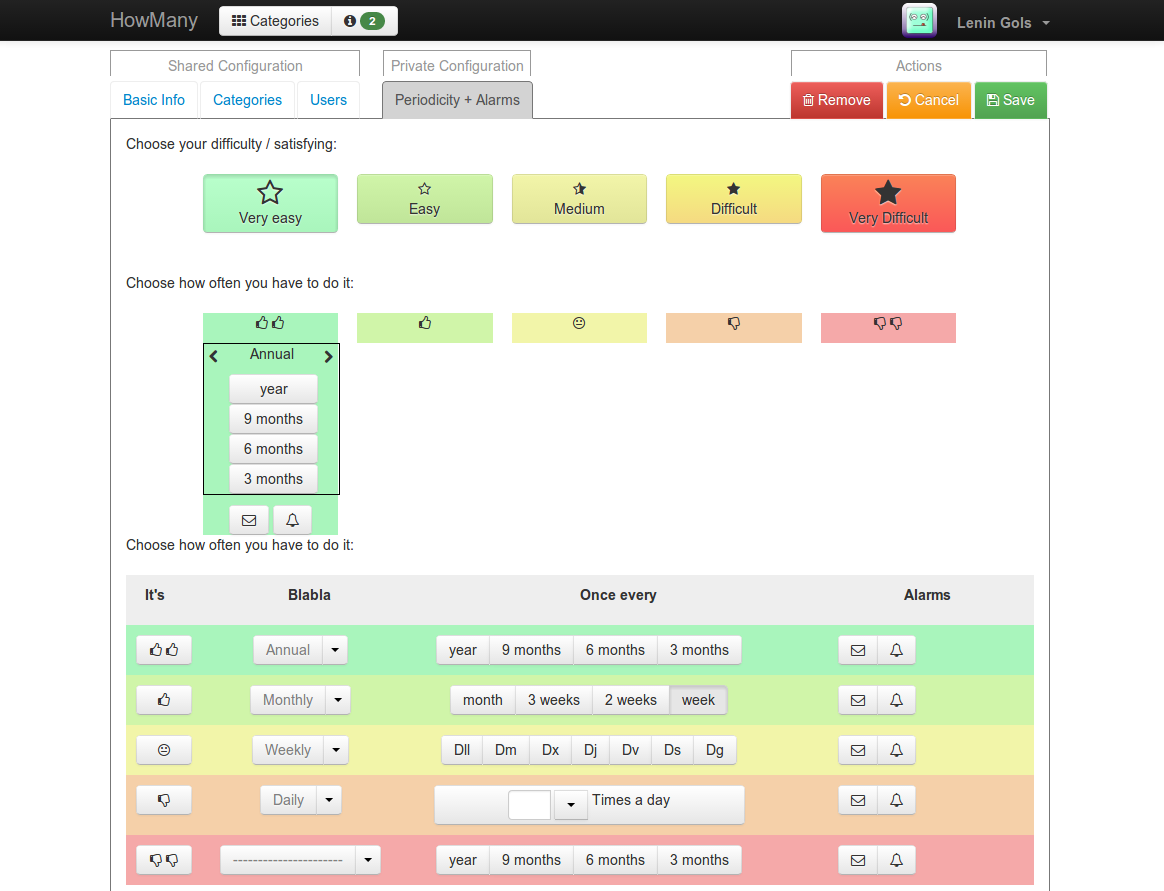 HowMany Categories 2 Lenin Gols
Shared Configuration Private Configuration Actions
Basic Info Categories Users Periodicity + Alarms Remove Cancel Save
Choose your difficulty / satisfying:
Very easy Easy Medium Difficult Very Difficult
Choose how often you have to do it:
Annual
year
9 months
6 months
3 months
Choose how often you have to do it:
It's Blabla Once every Alarms
Annual year 9 months 6 months 3 months
Monthly month 3 weeks 2 weeks week
Weekly Dll Dm Dx Dj Dv Ds Dg
Daily Times a day
---------------------- year 9 months 6 months 3 months